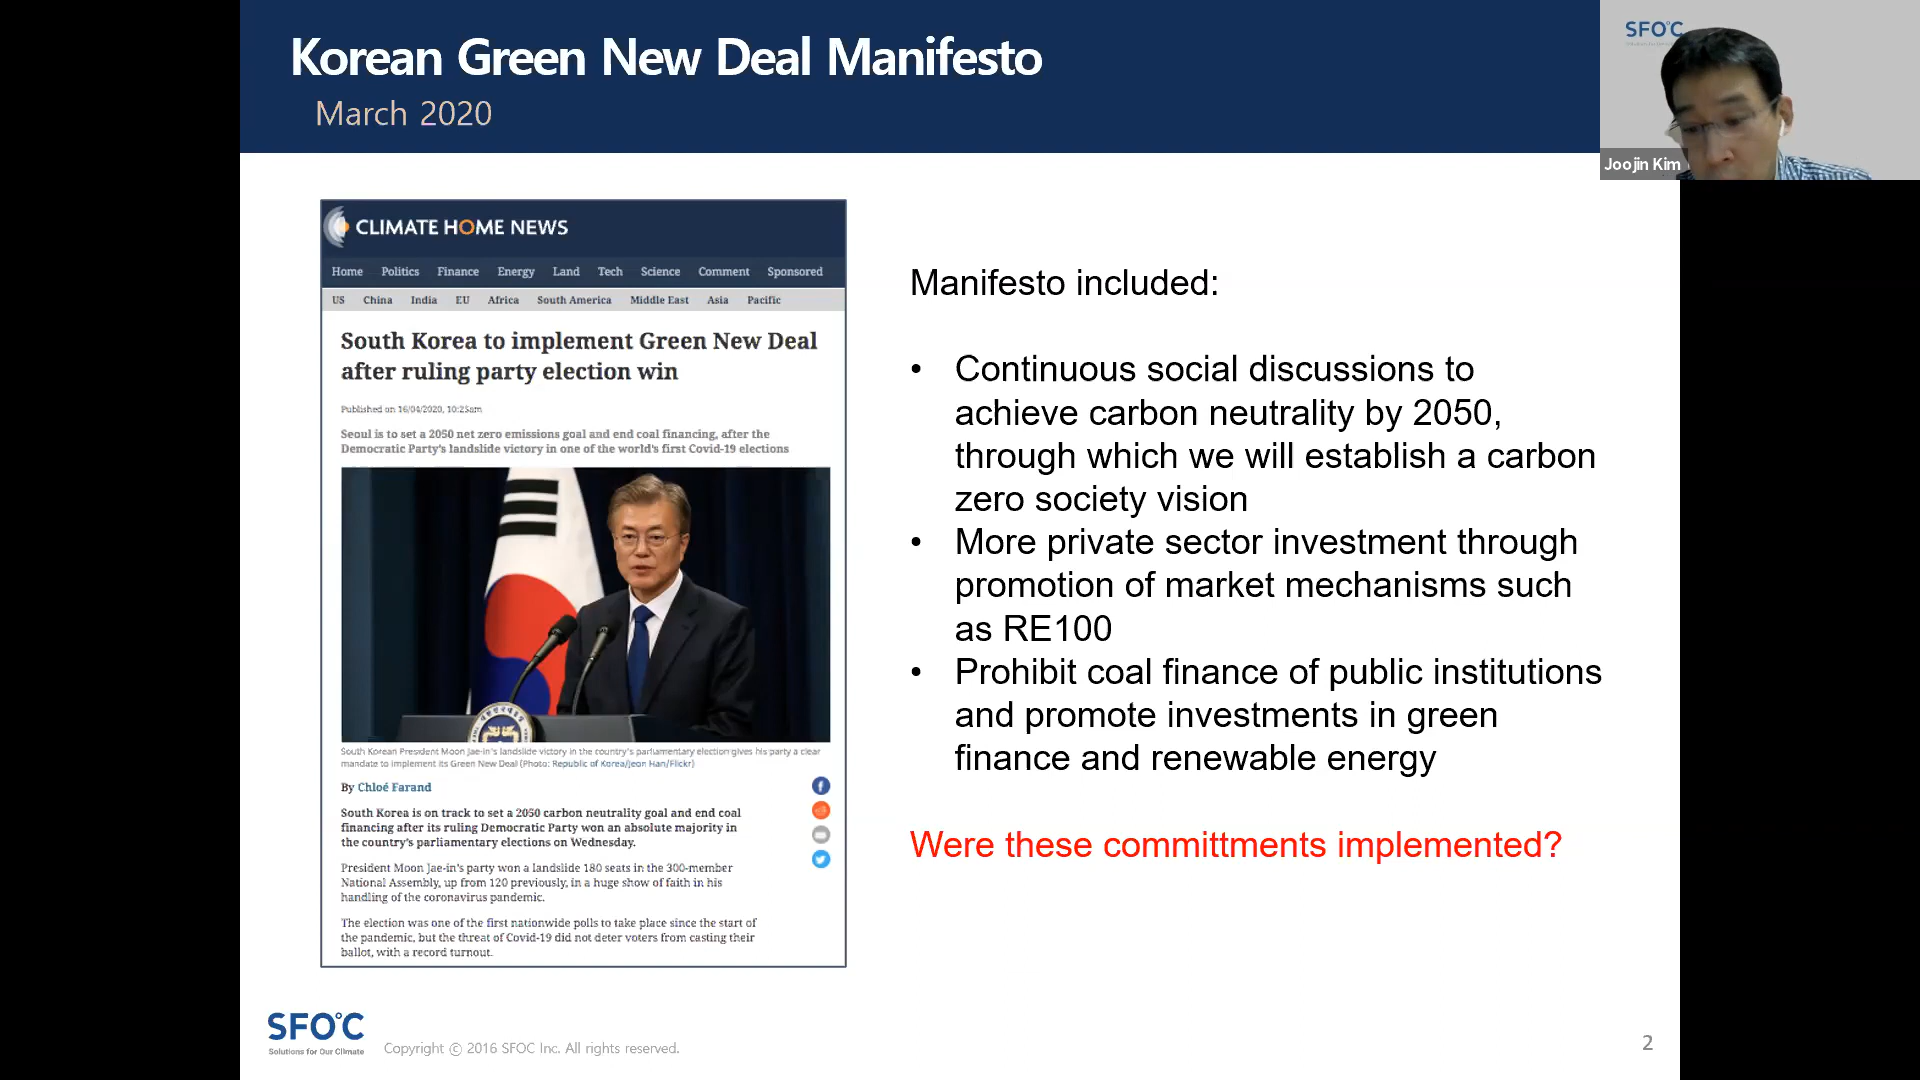 Korean Green New Deal Manifesto
March 2020
SFO°C
Joojin Kim
CLIMATE HOME NEWS
Home Politics Finance Energy Land Tech Science Comment Sponsored
US China India EU Africa South America Middle East Asia Pacific
South Korea to implement Green New Deal
after ruling party election win
Published on 16/04/2020, 10:25am
Seoul is to set a 2050 net zero emissions goal and end coal financing, after the
Democratic Party's landslide victory in one of the world's first Covid-19 elections
대한민국대통령
South Korean President Moon Jae-in's landslide victory in the country's parliamentary election gives his party a clear
mandate to implement its Green New Deal (Photo: Republic of Korea/Jeon Han/Flickr)
By Chloé Farand
South Korea is on track to set a 2050 carbon neutrality goal and end coal
financing after its ruling Democratic Party won an absolute majority in
the country's parliamentary elections on Wednesday.
President Moon Jae-in's party won a landslide 180 seats in the 300-member
National Assembly, up from 120 previously, in a huge show of faith in his
handling of the coronavirus pandemic.
The election was one of the first nationwide polls to take place since the start of
the pandemic, but the threat of Covid-19 did not deter voters from casting their
ballot, with a record turnout.
Manifesto included:
• Continuous social discussions to
achieve carbon neutrality by 2050,
through which we will establish a carbon
zero society vision
• More private sector investment through
promotion of market mechanisms such
as RE100
• Prohibit coal finance of public institutions
and promote investments in green
finance and renewable energy
Were these committments implemented?
SFO°C
Solutions for Our Climate
Copyright © 2016 SFOC Inc. All rights reserved.
2